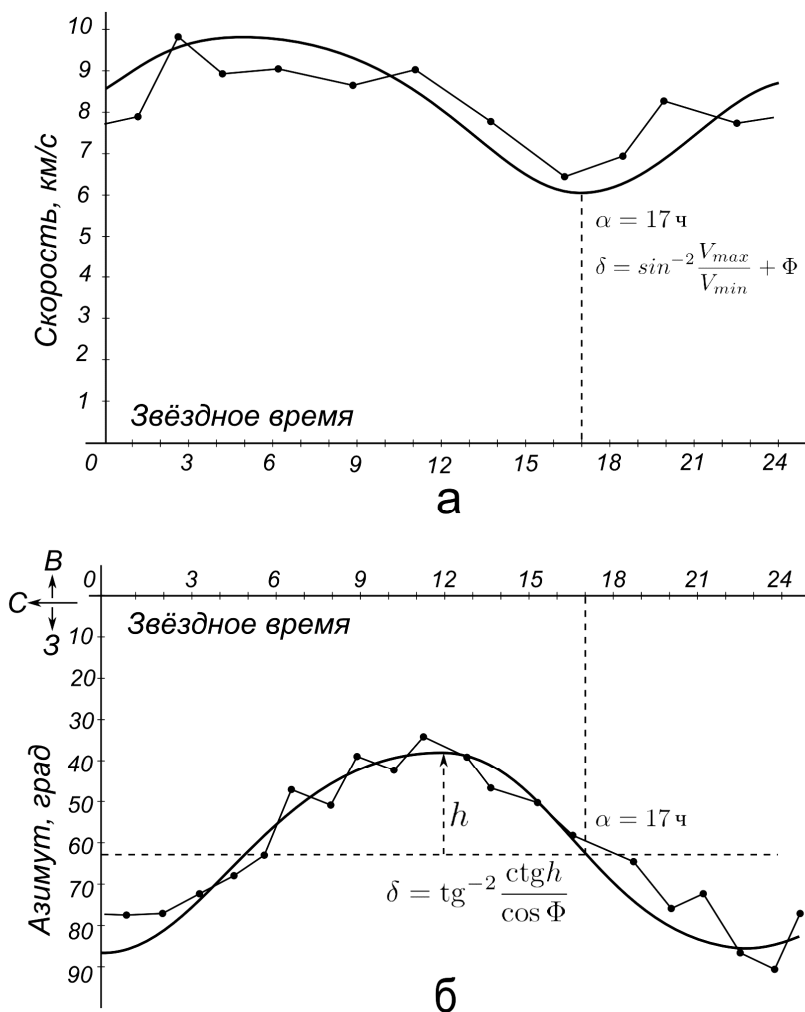 10
9
8
7
6
5
4
3
2
1
Скорость, км/с
α = 17 ч
δ = sin⁻² Vmax/Vmin + Φ
Звёздное время
0 3 6 9 12 15 18 21 24
а
В
С
З
0 3 6 9 12 15 18 21 24
Звёздное время
10
20
30
40
50
60
70
80
90
Азимут, град
h
α = 17 ч
δ = tg⁻² ctgh/cos Φ
б